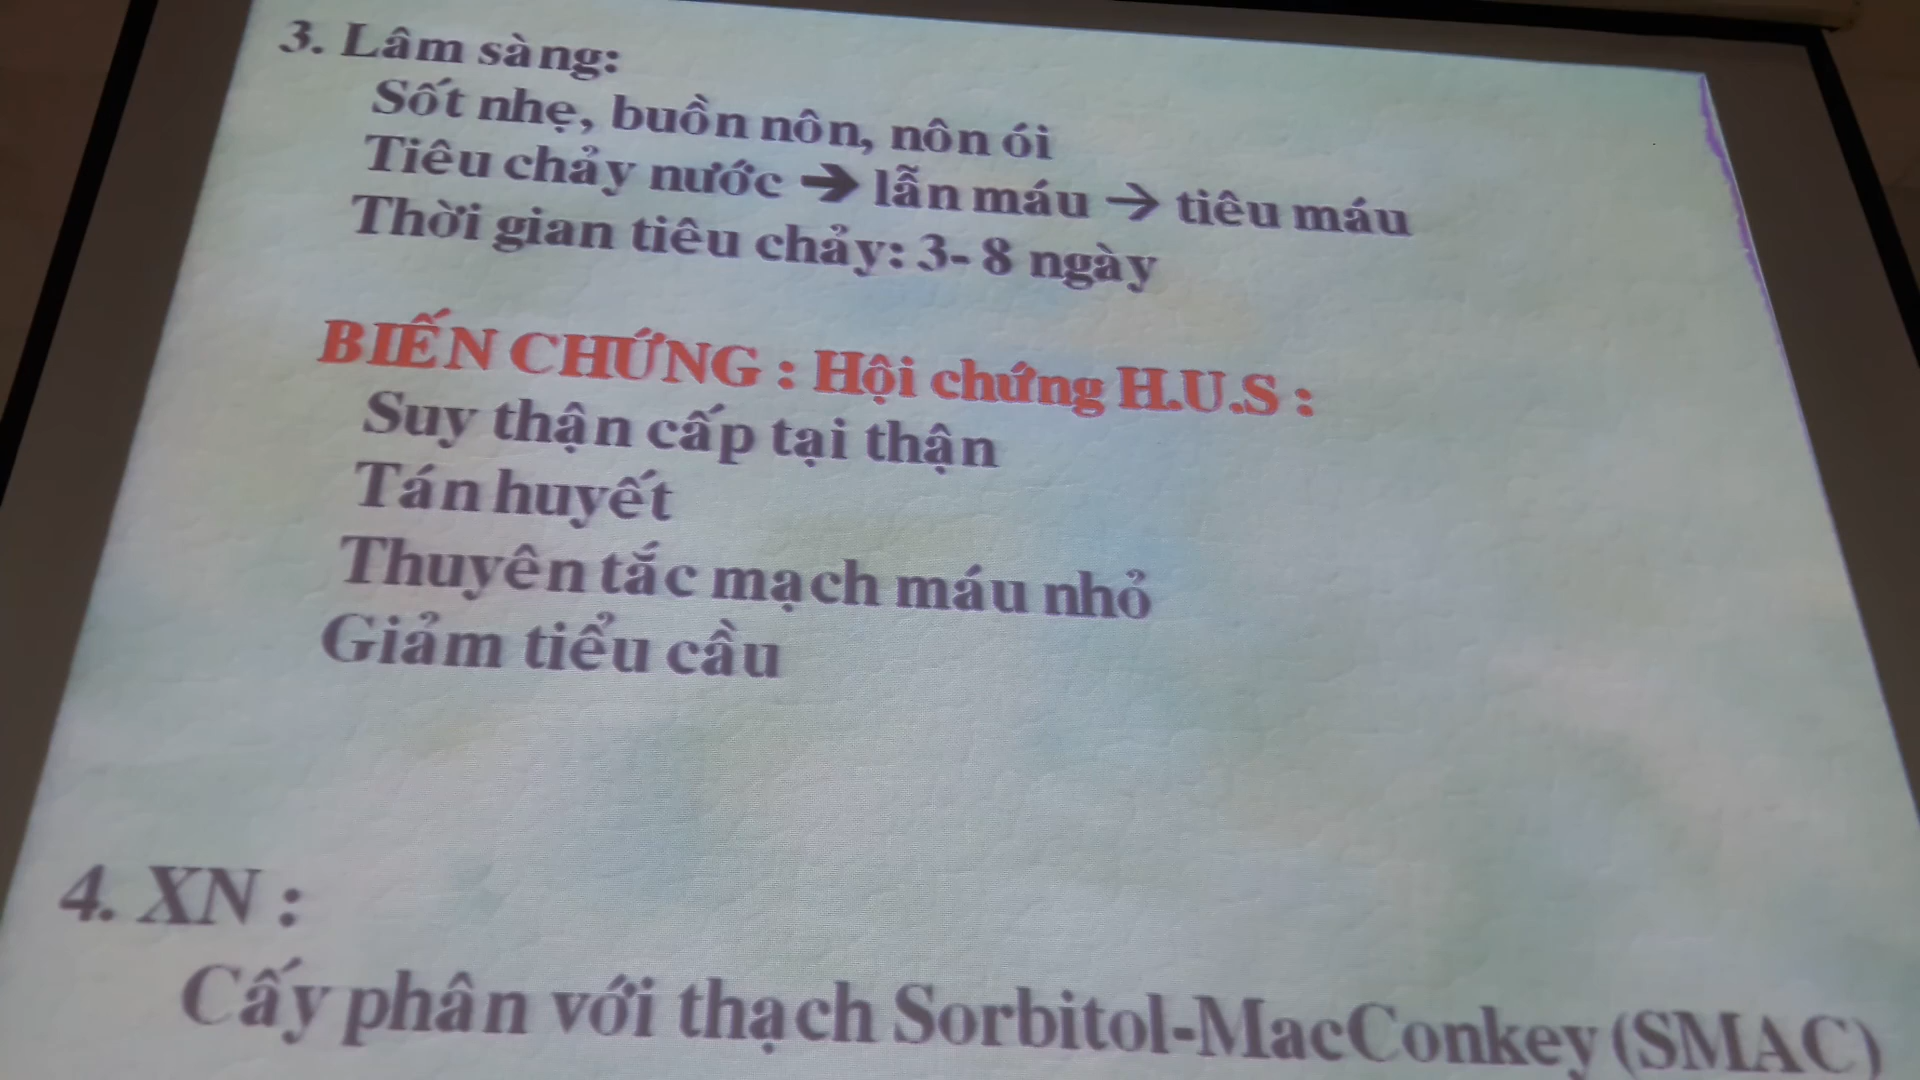 3. Lâm sàng:
Sốt nhẹ, buồn nôn, nôn ói
Tiêu chảy nước ➔ lẫn máu → tiêu máu
Thời gian tiêu chảy: 3- 8 ngày
BIẾN CHỨNG : Hội chứng H.U.S :
Suy thận cấp tại thận
Tán huyết
Thuyên tắc mạch máu nhỏ
Giảm tiểu cầu
4. XN :
Cấy phân với thạch Sorbitol-MacConkey (SMAC)